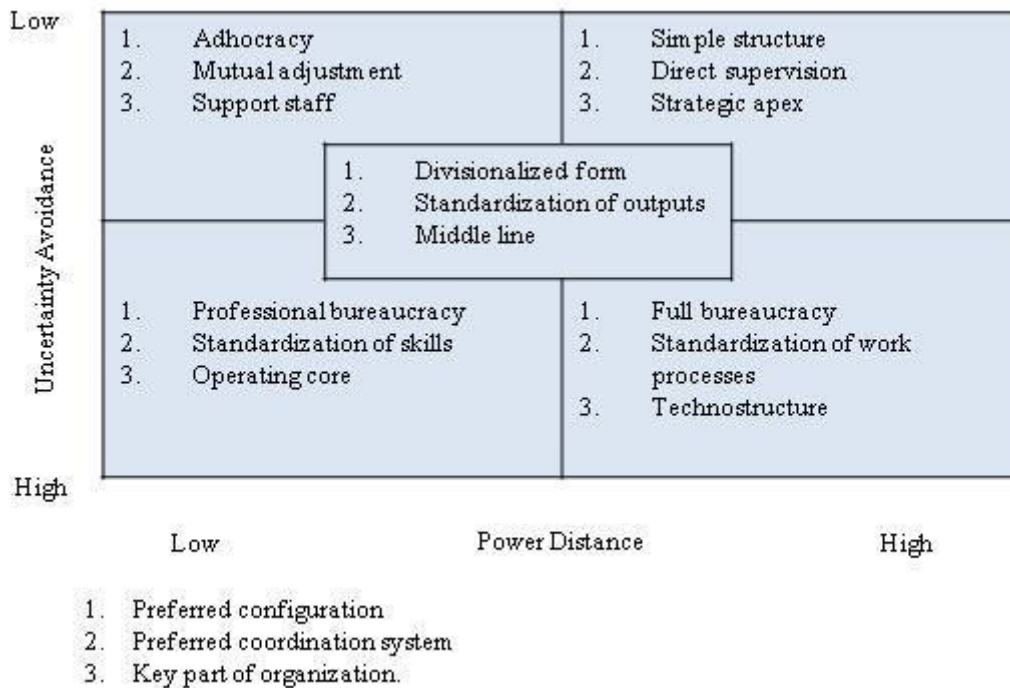 Low
1. Adhocracy
2. Mutual adjustment
3. Support staff
1. Simple structure
2. Direct supervision
3. Strategic apex
1. Divisionalized form
2. Standardization of outputs
3. Middle line
Uncertainty Avoidance
1. Professional bureaucracy
2. Standardization of skills
3. Operating core
1. Full bureaucracy
2. Standardization of work
processes
3. Technostructure
High
Low
Power Distance
High
1. Preferred configuration
2. Preferred coordination system
3. Key part of organization.